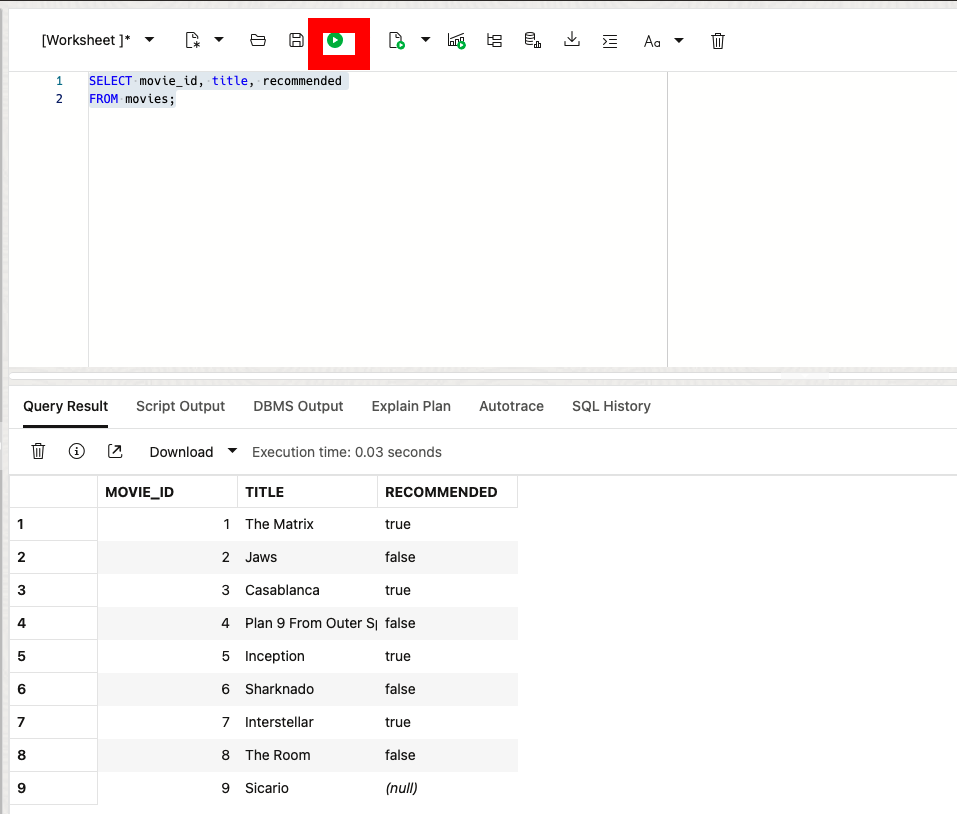 [Worksheet ]*
Aa
1 SELECT movie_id, title, recommended
2 FROM movies;
Query Result Script Output DBMS Output Explain Plan Autotrace SQL History
Download Execution time: 0.03 seconds
MOVIE_ID TITLE RECOMMENDED
1 1 The Matrix true
2 2 Jaws false
3 3 Casablanca true
4 4 Plan 9 From Outer Sp false
5 5 Inception true
6 6 Sharknado false
7 7 Interstellar true
8 8 The Room false
9 9 Sicario (null)